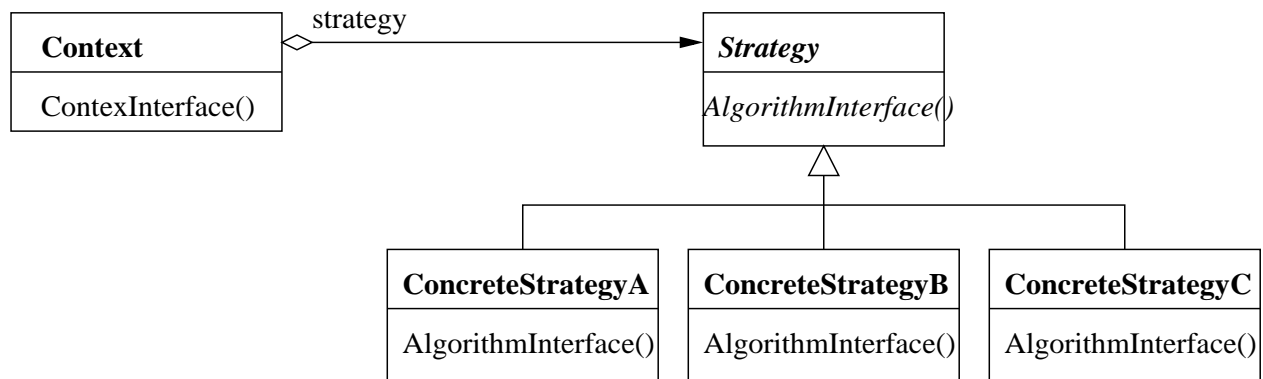 strategy
Context
Strategy
ContexInterface()
AlgorithmInterface()
ConcreteStrategyA
ConcreteStrategyB
ConcreteStrategyC
AlgorithmInterface()
AlgorithmInterface()
AlgorithmInterface()